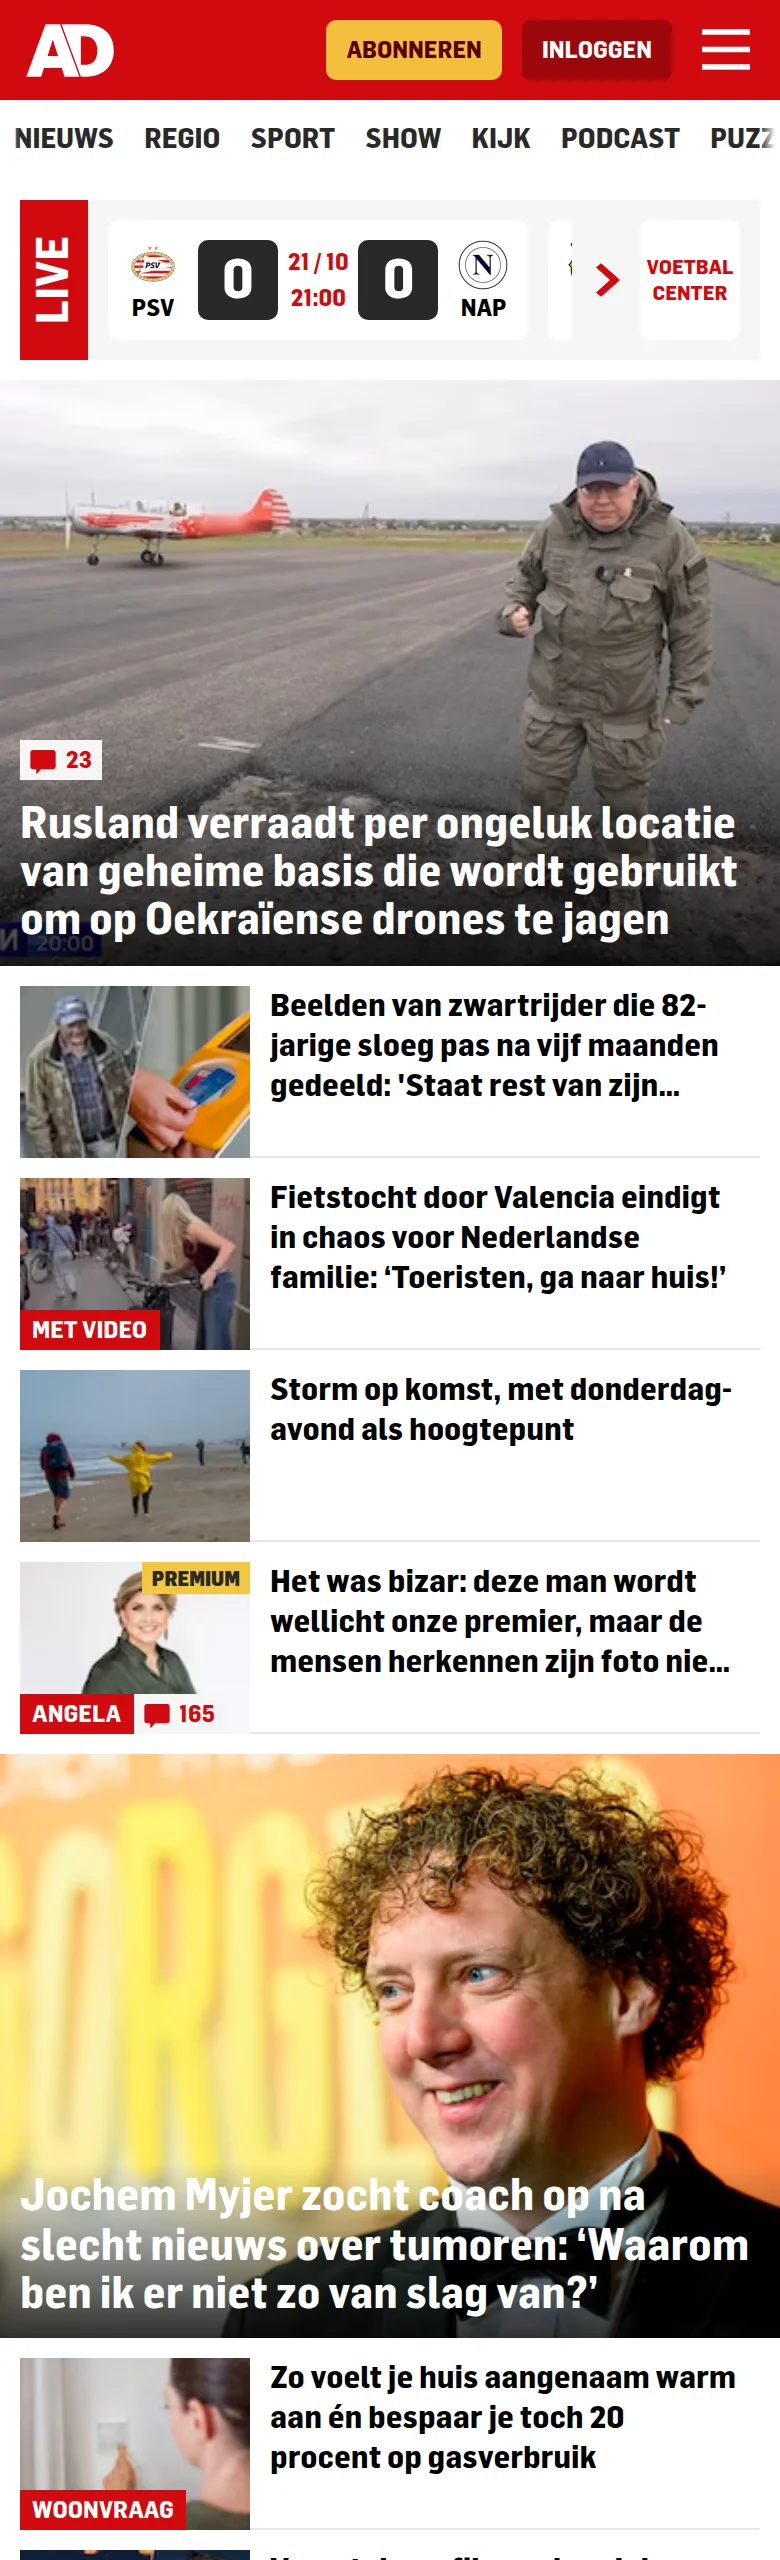 AD
ABONNEREN
INLOGGEN
NIEUWS REGIO SPORT SHOW KIJK PODCAST PUZZ
LIVE
PSV
PSV
0
21 / 10
21:00
0
N
NAP
VOETBAL
CENTER
23
Rusland verraadt per ongeluk locatie
van geheime basis die wordt gebruikt
om op Oekraïense drones te jagen
И 20:00
Beelden van zwartrijder die 82-
jarige sloeg pas na vijf maanden
gedeeld: 'Staat rest van zijn...
Fietstocht door Valencia eindigt
in chaos voor Nederlandse
familie: ‘Toeristen, ga naar huis!’
MET VIDEO
Storm op komst, met donderdag-
avond als hoogtepunt
PREMIUM
Het was bizar: deze man wordt
wellicht onze premier, maar de
mensen herkennen zijn foto nie...
ANGELA
165
Jochem Myjer zocht coach op na
slecht nieuws over tumoren: ‘Waarom
ben ik er niet zo van slag van?’
Zo voelt je huis aangenaam warm
aan én bespaar je toch 20
procent op gasverbruik
WOONVRAAG